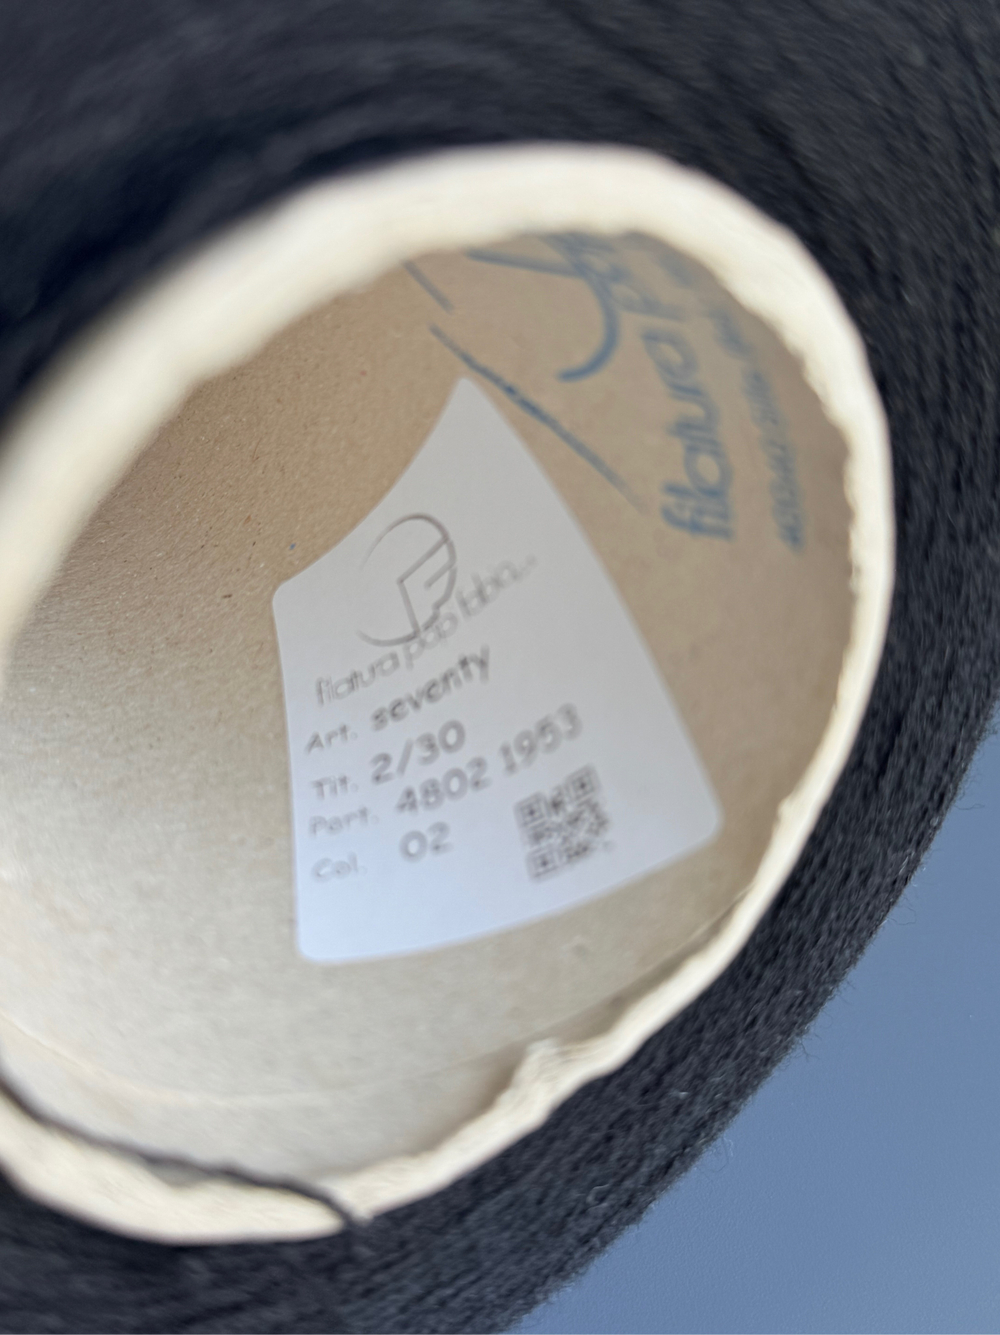 filatura papi fabio
Art. seventy
Tit. 2/30
Part. 4802 1953
Col. 02
filatura